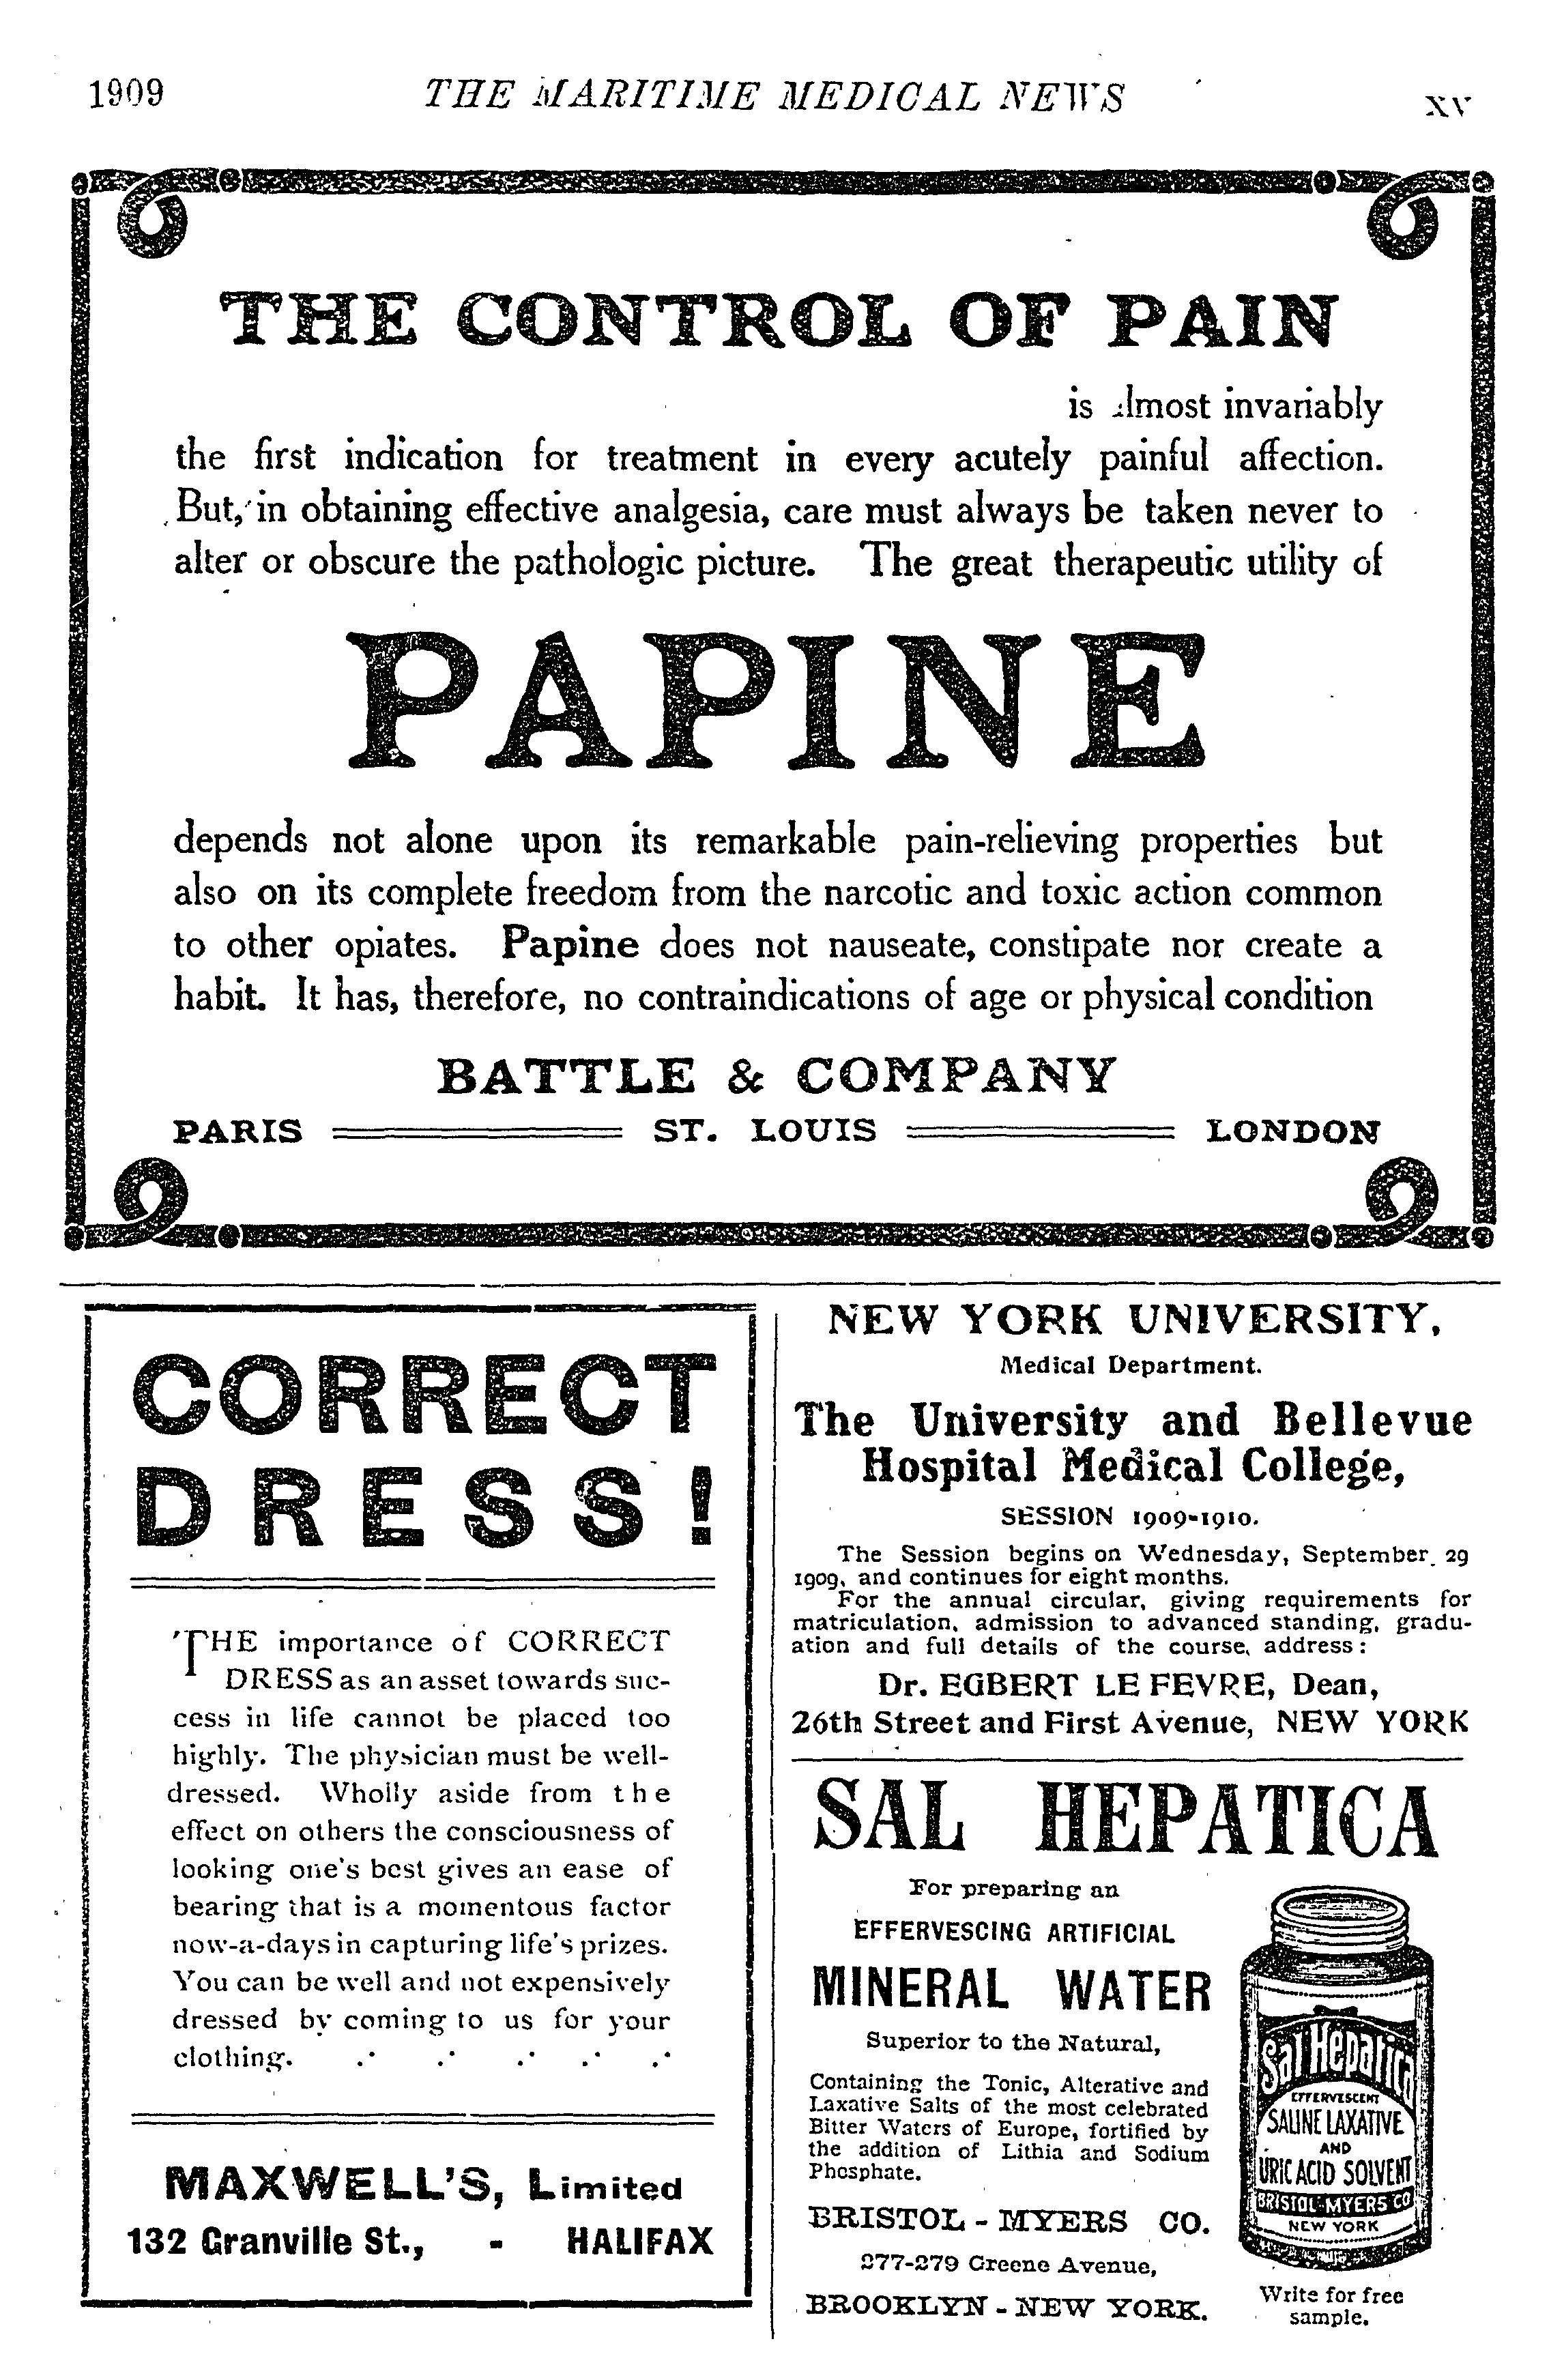 1909 THE MARITIME MEDICAL NEWS XV
THE CONTROL OF PAIN
is almost invariably
the first indication for treatment in every acutely painful affection.
But, in obtaining effective analgesia, care must always be taken never to
alter or obscure the pathologic picture. The great therapeutic utility of
PAPINE
depends not alone upon its remarkable pain-relieving properties but
also on its complete freedom from the narcotic and toxic action common
to other opiates. Papine does not nauseate, constipate nor create a
habit. It has, therefore, no contraindications of age or physical condition
BATTLE & COMPANY
PARIS ST. LOUIS LONDON
CORRECT
DRESS!
THE importance of CORRECT
DRESS as an asset towards suc-
cess in life cannot be placed too
highly. The physician must be well-
dressed. Wholly aside from the
effect on others the consciousness of
looking one's best gives an ease of
bearing that is a momentous factor
now-a-days in capturing life's prizes.
You can be well and not expensively
dressed by coming to us for your
clothing.
MAXWELL'S, Limited
132 Granville St., - HALIFAX
NEW YORK UNIVERSITY,
Medical Department.
The University and Bellevue
Hospital Medical College,
SESSION 1909-1910.
The Session begins on Wednesday, September 29
1909, and continues for eight months.
For the annual circular, giving requirements for
matriculation, admission to advanced standing, gradu-
ation and full details of the course, address:
Dr. EGBERT LE FEVRE, Dean,
26th Street and First Avenue, NEW YORK
SAL HEPATICA
For preparing an
EFFERVESCING ARTIFICIAL
MINERAL WATER
Superior to the Natural,
Containing the Tonic, Alterative and
Laxative Salts of the most celebrated
Bitter Waters of Europe, fortified by
the addition of Lithia and Sodium
Phosphate.
BRISTOL - MYERS CO.
277-279 Greene Avenue,
BROOKLYN - NEW YORK.
Sal Hepatica
EFFERVESCENT
SALINE LAXATIVE
AND
URIC ACID SOLVENT
BRISTOL-MYERS CO
NEW YORK
Write for free
sample.